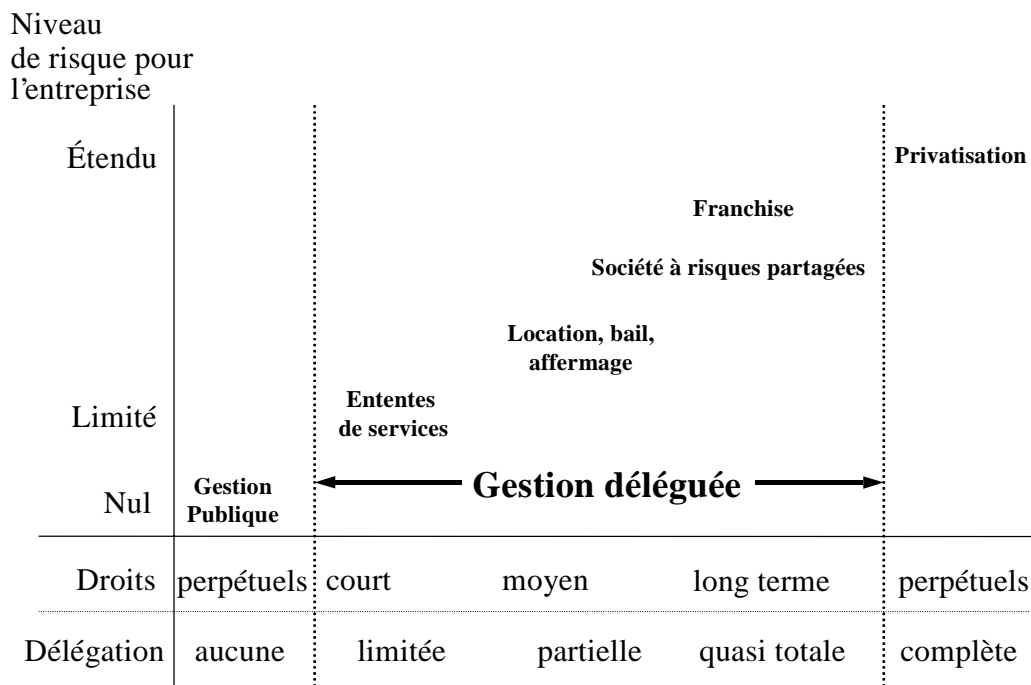 Niveau
de risque pour
l'entreprise
Étendu
Privatisation
Franchise
Société à risques partagées
Location, bail,
affermage
Limité
Ententes
de services
Nul
Gestion
Publique
Gestion déléguée
Droits perpétuels court moyen long terme perpétuels
Délégation aucune limitée partielle quasi totale complète